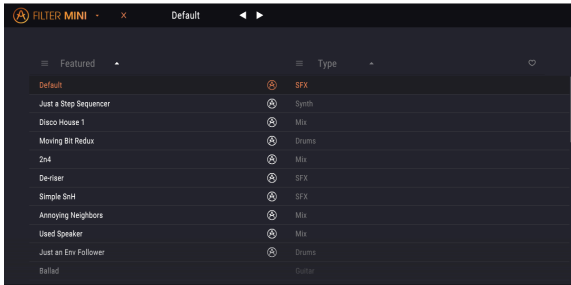 FILTER MINI Default
Featured Type
Default SFX
Just a Step Sequencer Synth
Disco House 1 Mix
Moving Bit Redux Drums
2n4 Mix
De-riser SFX
Simple SnH SFX
Annoying Neighbors Mix
Used Speaker Mix
Just an Env Follower Drums
Ballad Guitar